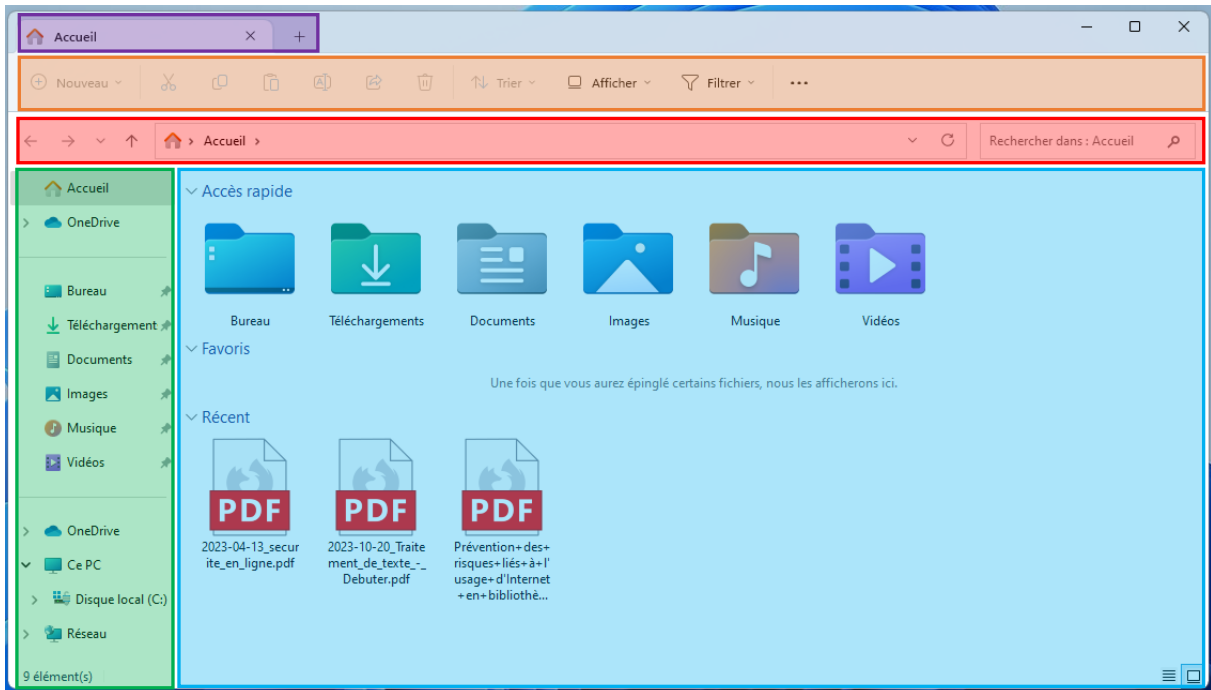 Accueil
Nouveau
Trier
Afficher
Filtrer
Accueil
Rechercher dans : Accueil
Accueil
OneDrive
Bureau
Téléchargement
Documents
Images
Musique
Vidéos
OneDrive
Ce PC
Disque local (C:)
Réseau
9 élément(s)
Accès rapide
Bureau
Téléchargements
Documents
Images
Musique
Vidéos
Favoris
Une fois que vous aurez épinglé certains fichiers, nous les afficherons ici.
Récent
PDF
2023-04-13_secur
ite_en_ligne.pdf
PDF
2023-10-20_Traite
ment_de_texte_-_
Debuter.pdf
PDF
Prévention+des+
risques+liés+à+l'
usage+d'Internet
+en+bibliothè...